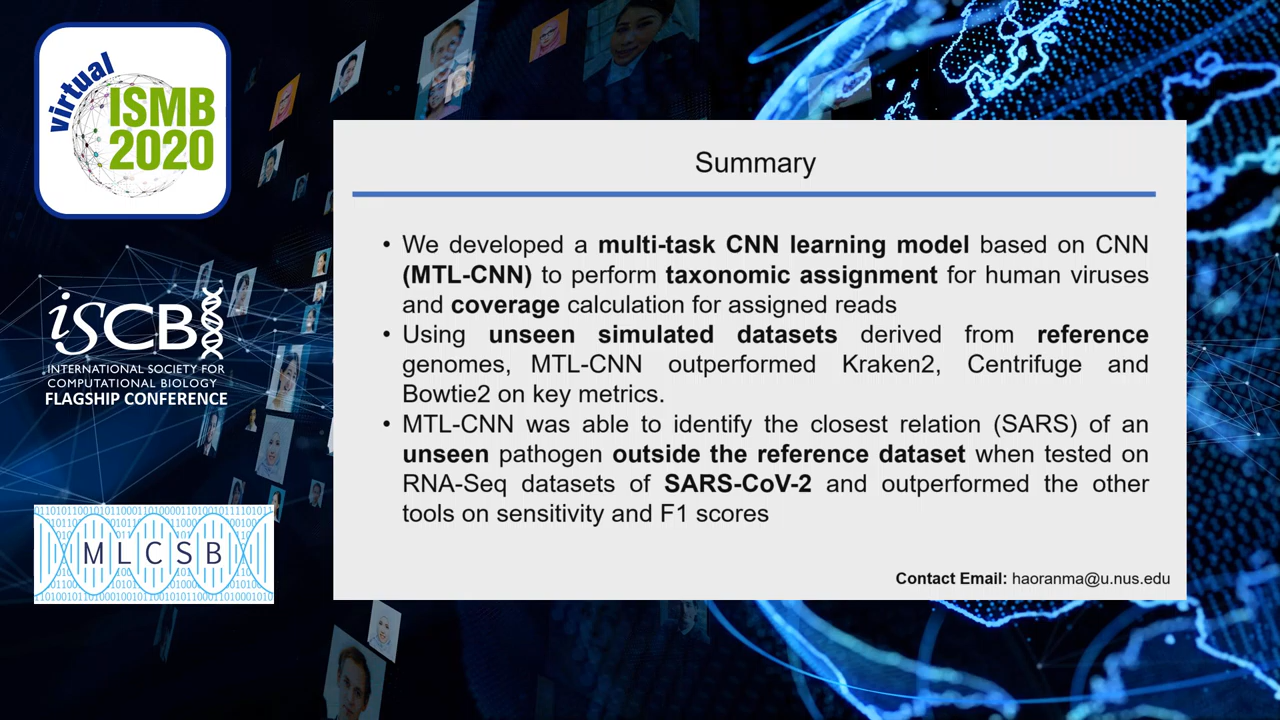 virtual
ISMB
2020
iSCB
INTERNATIONAL SOCIETY FOR
COMPUTATIONAL BIOLOGY
FLAGSHIP CONFERENCE
MLCSB
Summary
• We developed a multi-task CNN learning model based on CNN
(MTL-CNN) to perform taxonomic assignment for human viruses
and coverage calculation for assigned reads
• Using unseen simulated datasets derived from reference
genomes, MTL-CNN outperformed Kraken2, Centrifuge and
Bowtie2 on key metrics.
• MTL-CNN was able to identify the closest relation (SARS) of an
unseen pathogen outside the reference dataset when tested on
RNA-Seq datasets of SARS-CoV-2 and outperformed the other
tools on sensitivity and F1 scores
Contact Email: haoranma@u.nus.edu